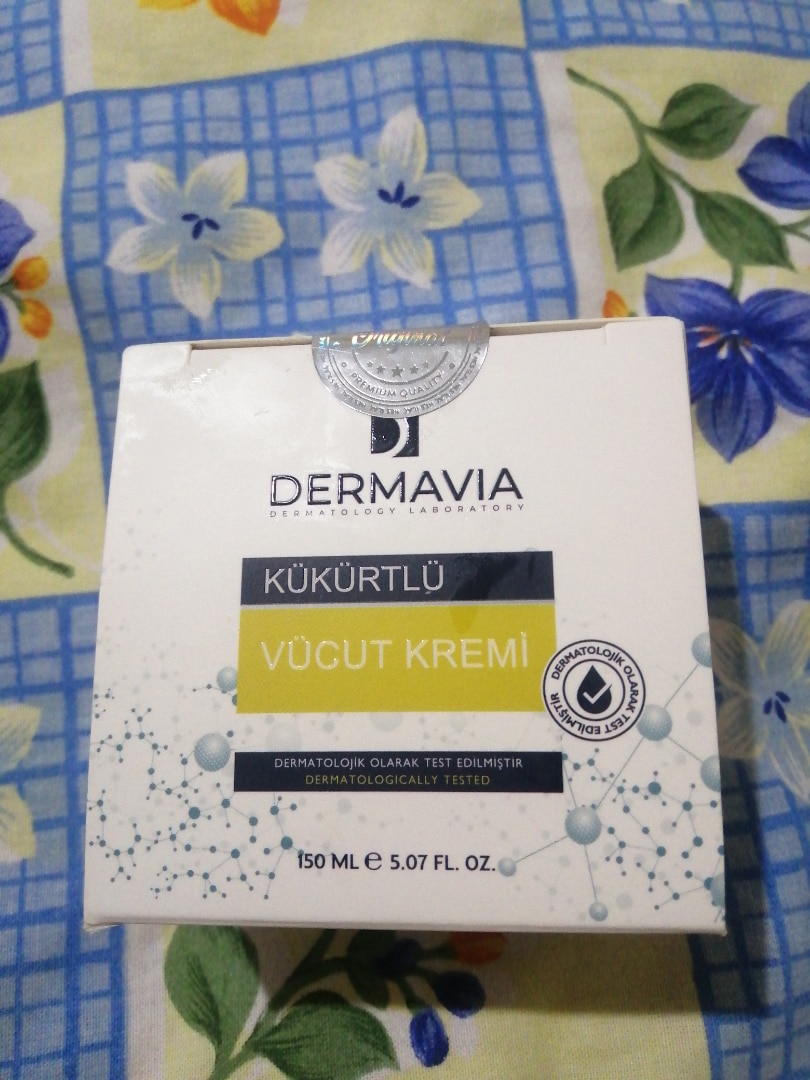 Original
PREMIUM QUALITY
DERMAVIA
DERMATOLOGY LABORATORY
KÜKÜRTLÜ
VÜCUT KREMİ
DERMATOLOJİK OLARAK TEST EDİLMİŞTİR
DERMATOLOJİK OLARAK TEST EDİLMİŞTİR
DERMATOLOGICALLY TESTED
150 ML ℮ 5.07 FL. OZ.